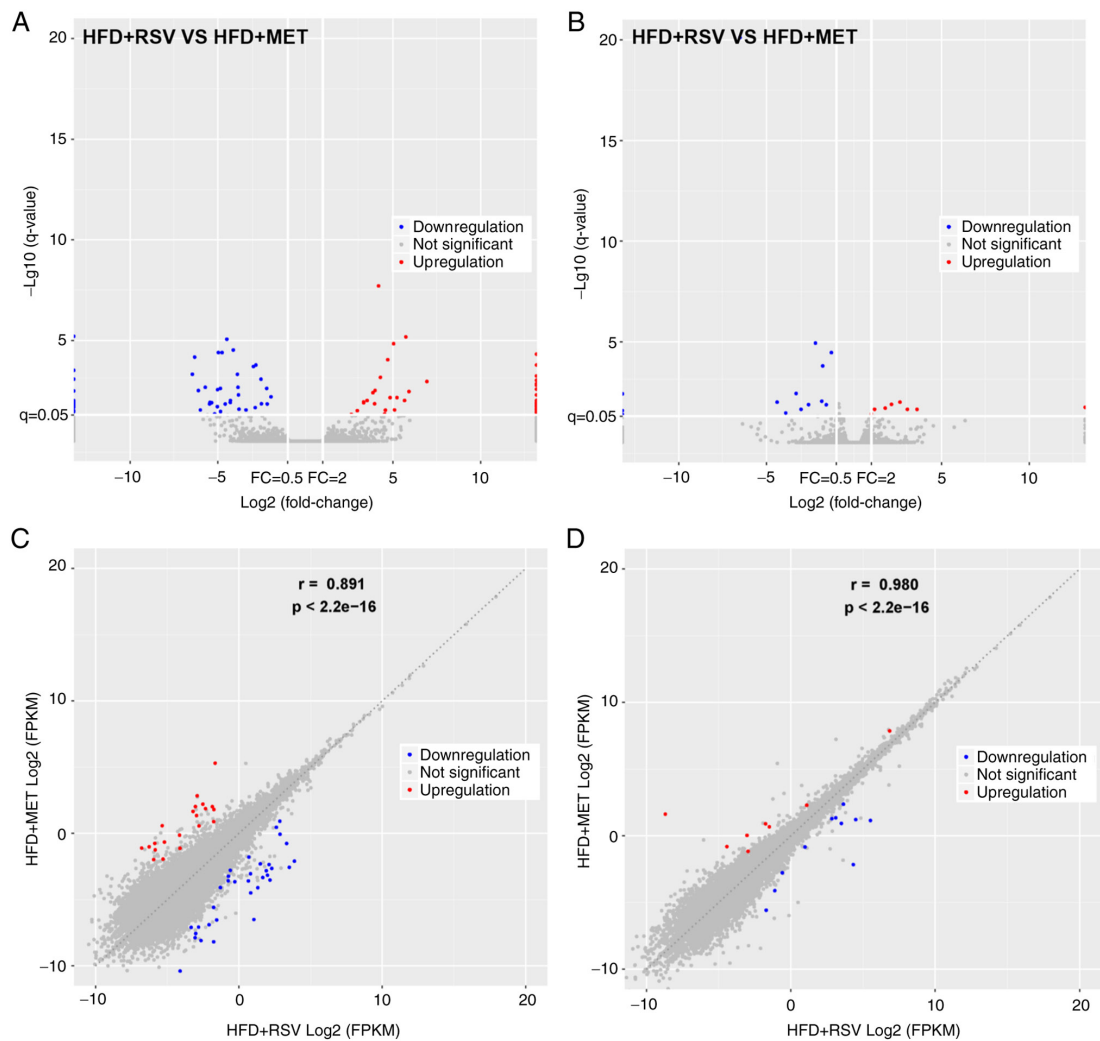 A
HFD+RSV VS HFD+MET
20
15
10
5
q=0.05
−Lg10 (q-value)
Downregulation
Not significant
Upregulation
−10
−5
FC=0.5 FC=2
5
10
Log2 (fold-change)
B
HFD+RSV VS HFD+MET
20
15
10
5
q=0.05
−Lg10 (q-value)
Downregulation
Not significant
Upregulation
−10
−5
FC=0.5 FC=2
5
10
Log2 (fold-change)
C
r = 0.891
p < 2.2e−16
20
10
0
−10
HFD+MET Log2 (FPKM)
Downregulation
Not significant
Upregulation
−10
0
10
20
HFD+RSV Log2 (FPKM)
D
r = 0.980
p < 2.2e−16
20
10
0
−10
HFD+MET Log2 (FPKM)
Downregulation
Not significant
Upregulation
−10
0
10
20
HFD+RSV Log2 (FPKM)